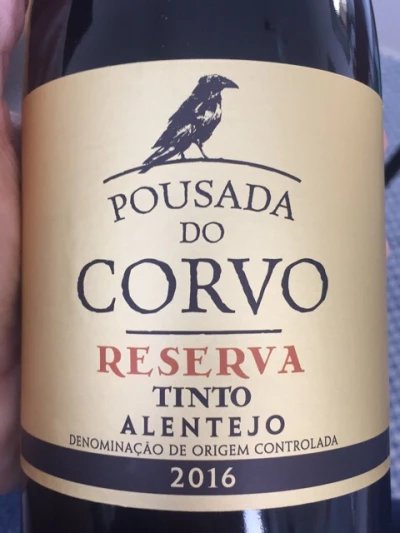 POUSADA
DO
CORVO
RESERVA
TINTO
ALENTEJO
DENOMINAÇÃO DE ORIGEM CONTROLADA
2016